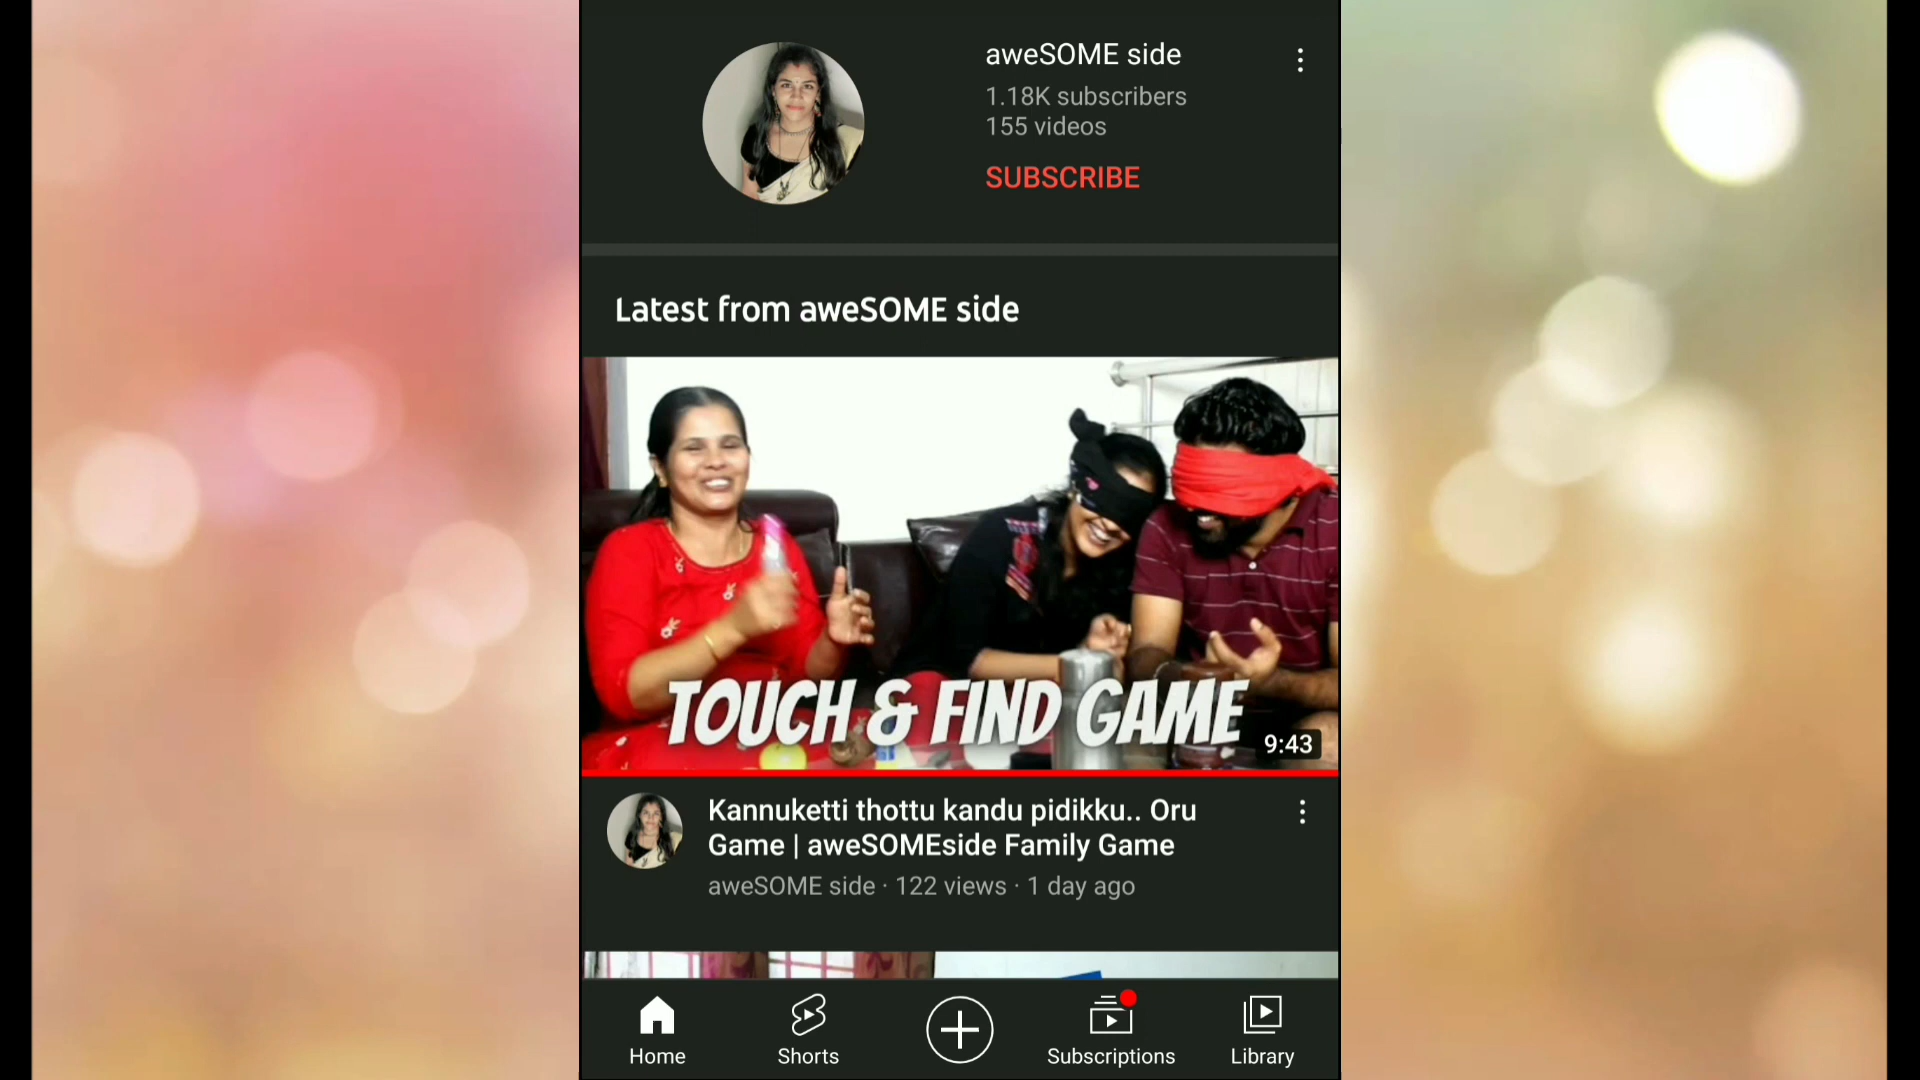 aweSOME side
1.18K subscribers
155 videos
SUBSCRIBE
Latest from aweSOME side
TOUCH & FIND GAME
9:43
Kannuketti thottu kandu pidikku.. Oru
Game | aweSOMEside Family Game
aweSOME side · 122 views · 1 day ago
Home
Shorts
Subscriptions
Library